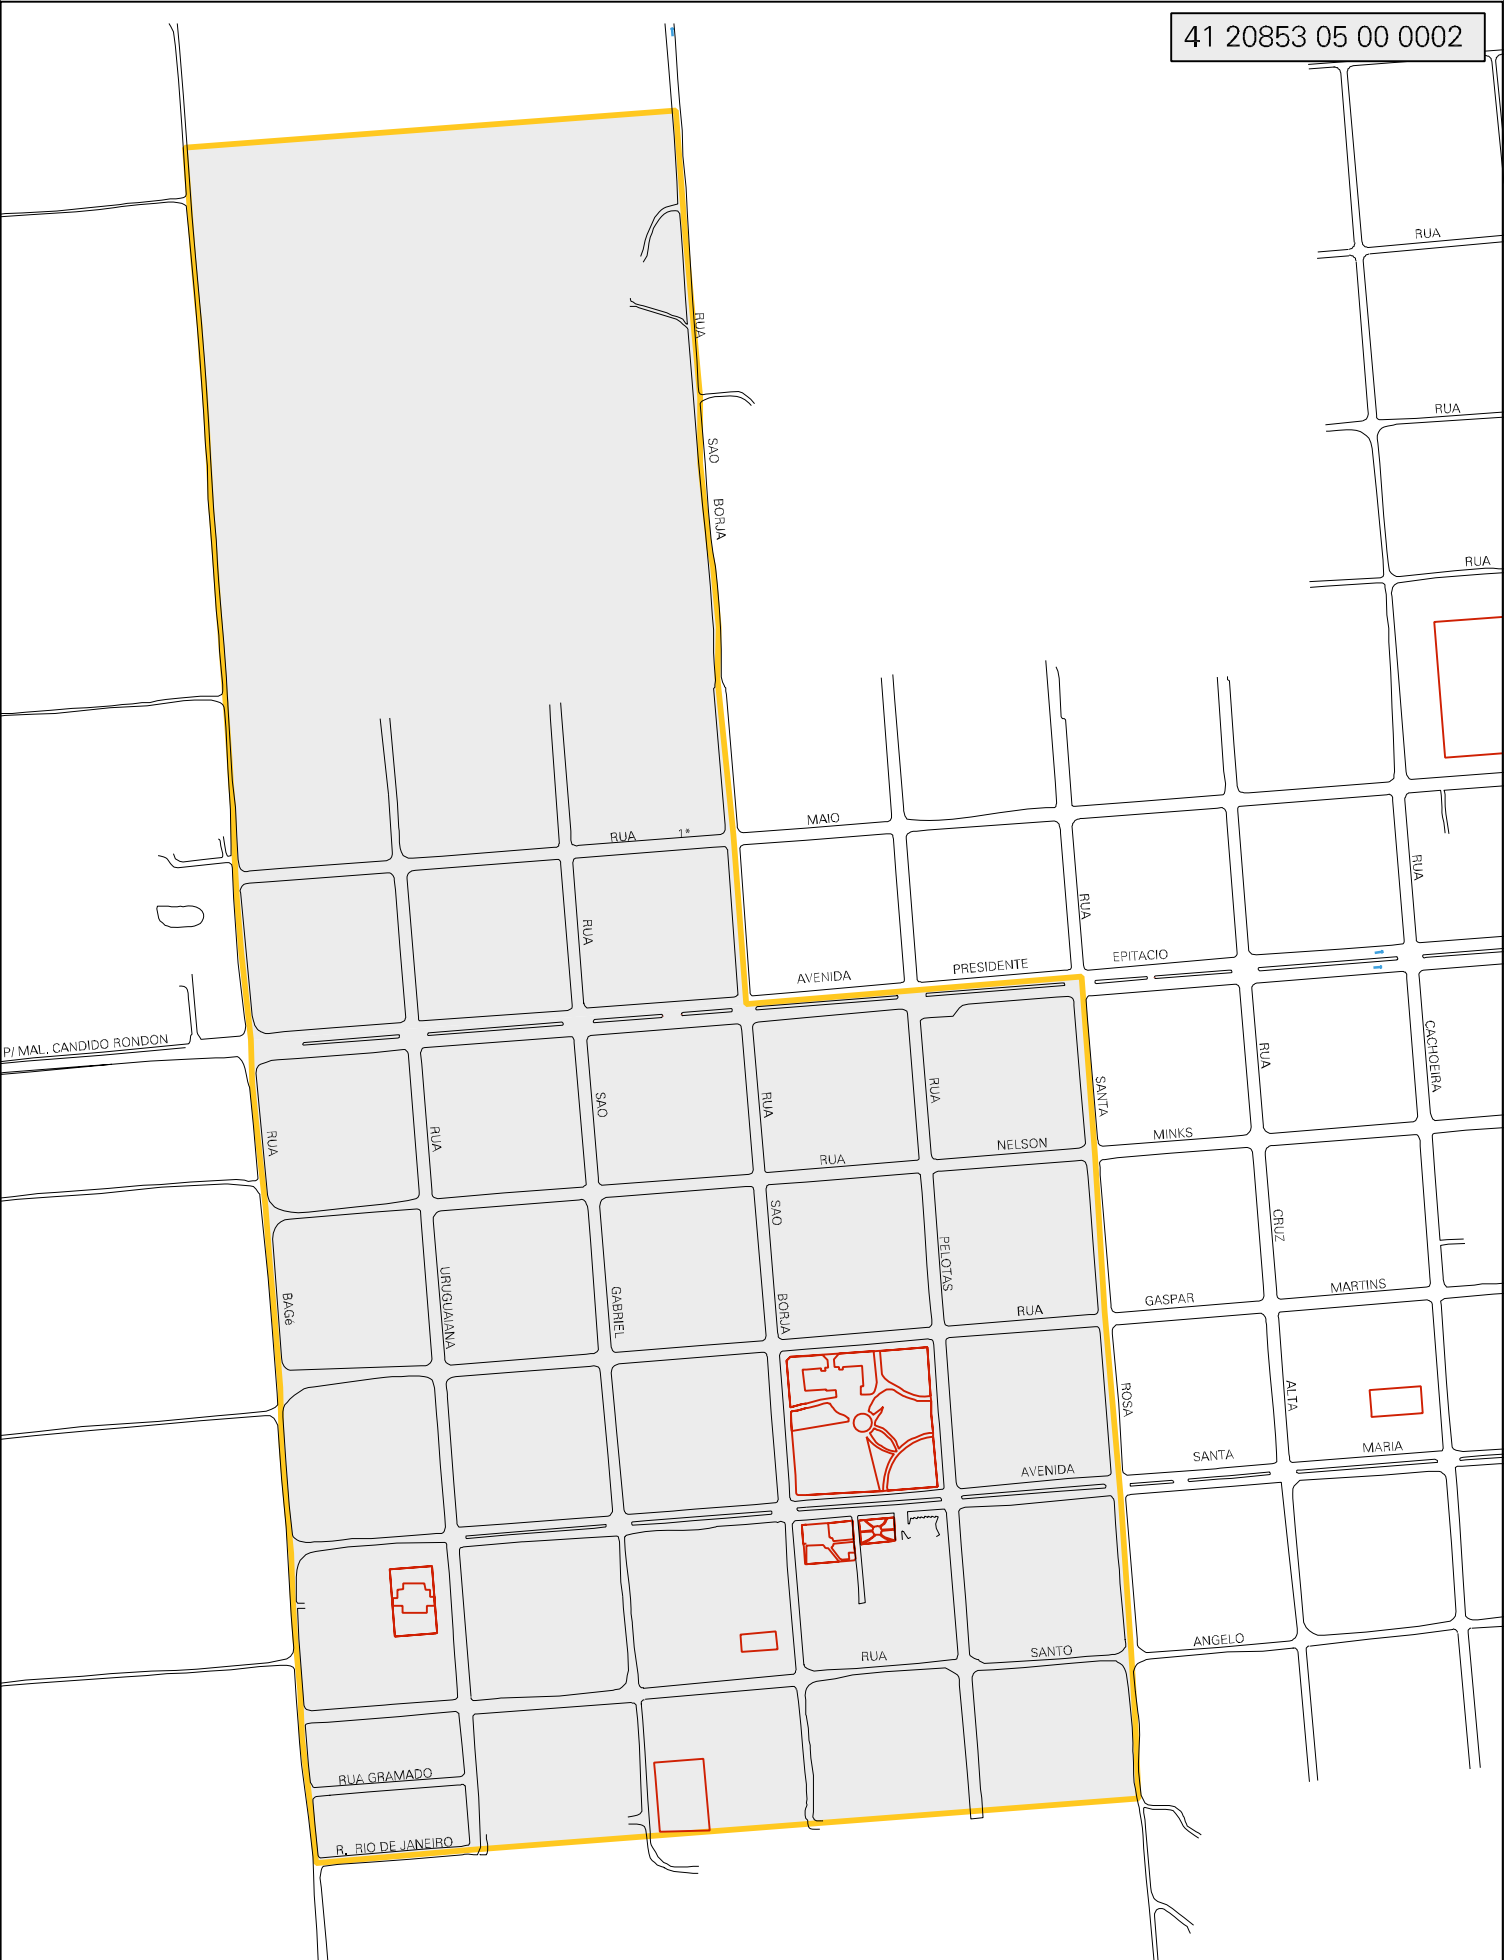 41 20853 05 00 0002
RUA
RUA
RUA
SAO
BORJA
RUA
MAIO
RUA 1ª
RUA
RUA
RUA
AVENIDA
PRESIDENTE
EPITACIO
P/ MAL. CANDIDO RONDON
RUA
CACHOEIRA
SANTA
RUA
RUA
SAO
RUA
RUA
MINKS
NELSON
RUA
SAO
CRUZ
PELOTAS
URUGUAIANA
GABRIEL
BAGé
BORJA
MARTINS
GASPAR
RUA
ROSA
ALTA
MARIA
SANTA
AVENIDA
ANGELO
SANTO
RUA
RUA GRAMADO
R. RIO DE JANEIRO